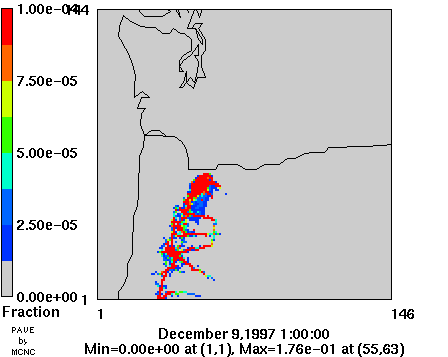 1.00e-04
144
7.50e-05
5.00e-05
2.50e-05
0.00e+00
1
Fraction
1
146
PAVE
by
MCNC
December 9,1997 1:00:00
Min=0.00e+00 at (1,1), Max=1.76e-01 at (55,63)